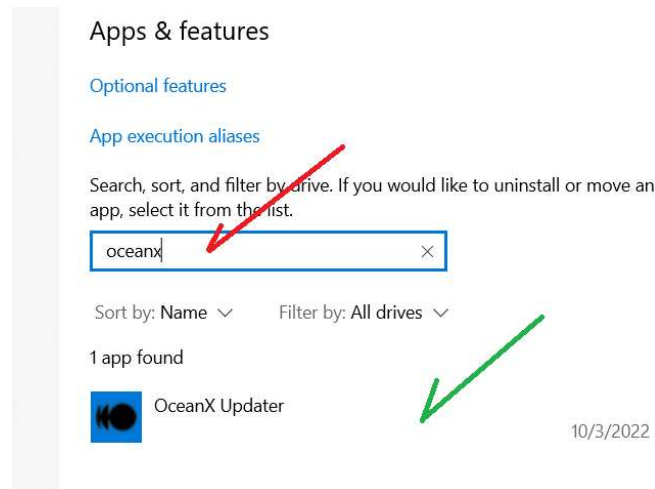 Apps & features
Optional features
App execution aliases
Search, sort, and filter by drive. If you would like to uninstall or move an
app, select it from the list.
oceanx
Sort by: Name Filter by: All drives
1 app found
OceanX Updater
10/3/2022